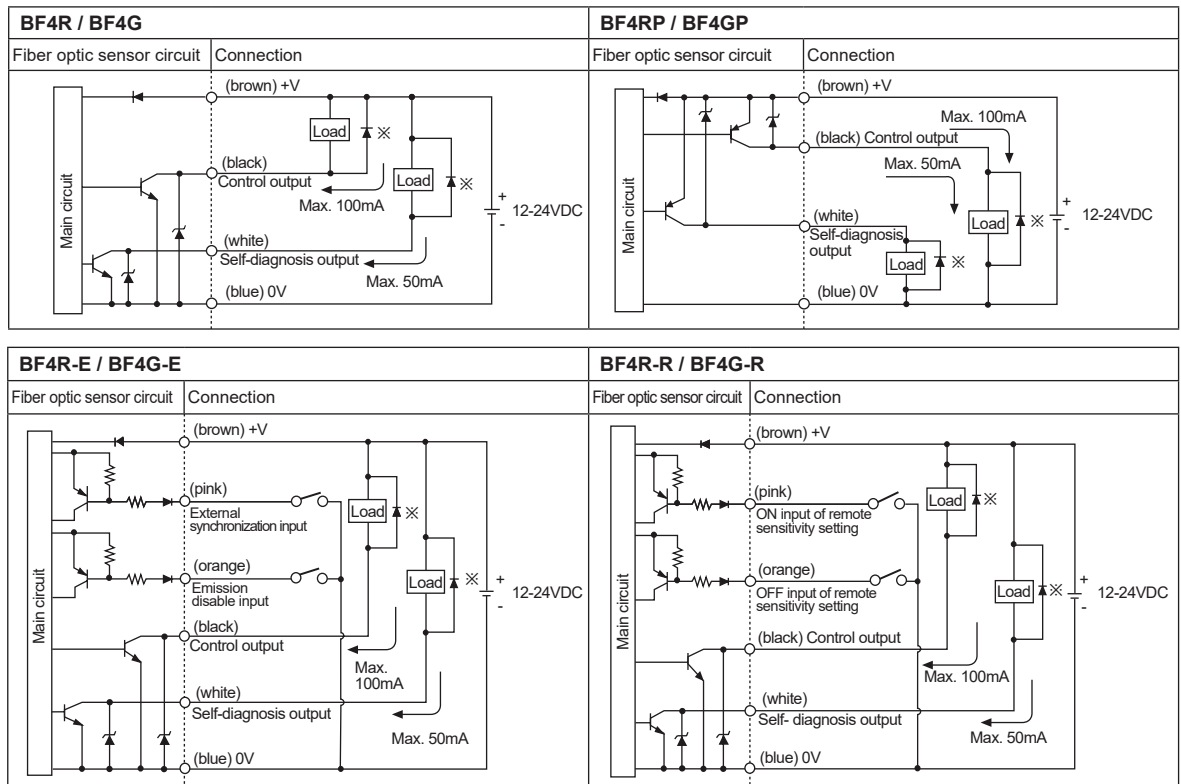 BF4R / BF4G
Fiber optic sensor circuit
Connection
(brown) +V
Load
※
(black)
Control output
Max. 100mA
Load
※
+
12-24VDC
-
Main circuit
(white)
Self-diagnosis output
Max. 50mA
(blue) 0V
BF4RP / BF4GP
Fiber optic sensor circuit
Connection
(brown) +V
Max. 100mA
(black) Control output
Max. 50mA
Main circuit
(white)
Self-diagnosis
output
Load
※
Load
※
+
12-24VDC
-
(blue) 0V
BF4R-E / BF4G-E
Fiber optic sensor circuit
Connection
(brown) +V
(pink)
External
synchronization input
Load
※
(orange)
Emission
disable input
Load
※
+
12-24VDC
-
Main circuit
(black)
Control output
Max.
100mA
(white)
Self-diagnosis output
Max. 50mA
(blue) 0V
BF4R-R / BF4G-R
Fiber optic sensor circuit
Connection
(brown) +V
(pink)
ON input of remote
sensitivity setting
Load
※
(orange)
OFF input of remote
sensitivity setting
Load
※
+
12-24VDC
-
Main circuit
(black) Control output
Max. 100mA
(white)
Self- diagnosis output
Max. 50mA
(blue) 0V